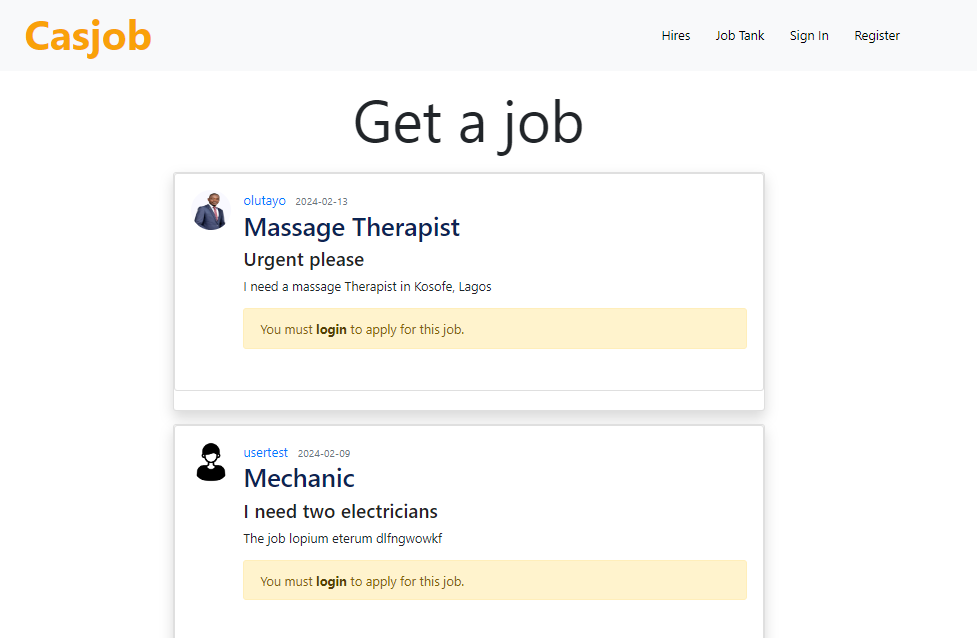 Casjob
Hires Job Tank Sign In Register
Get a job
olutayo 2024-02-13
Massage Therapist
Urgent please
I need a massage Therapist in Kosofe, Lagos
You must login to apply for this job.
usertest 2024-02-09
Mechanic
I need two electricians
The job lopium eterum dlfngwowkf
You must login to apply for this job.